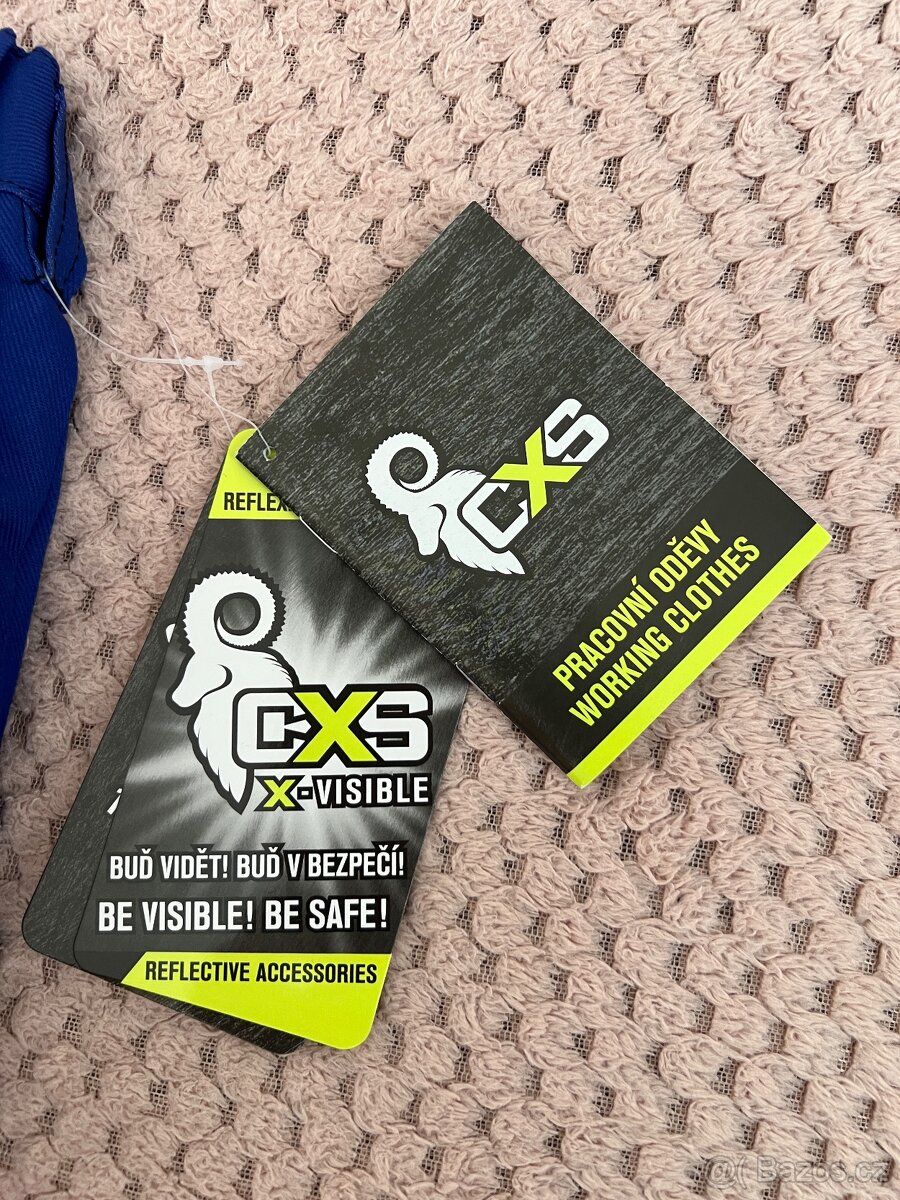 CXS
PRACOVNÍ ODĚVY
WORKING CLOTHES
CXS
X-VISIBLE
BUĎ VIDĚT! BUĎ V BEZPEČÍ!
BE VISIBLE! BE SAFE!
REFLECTIVE ACCESSORIES
Bazos.cz